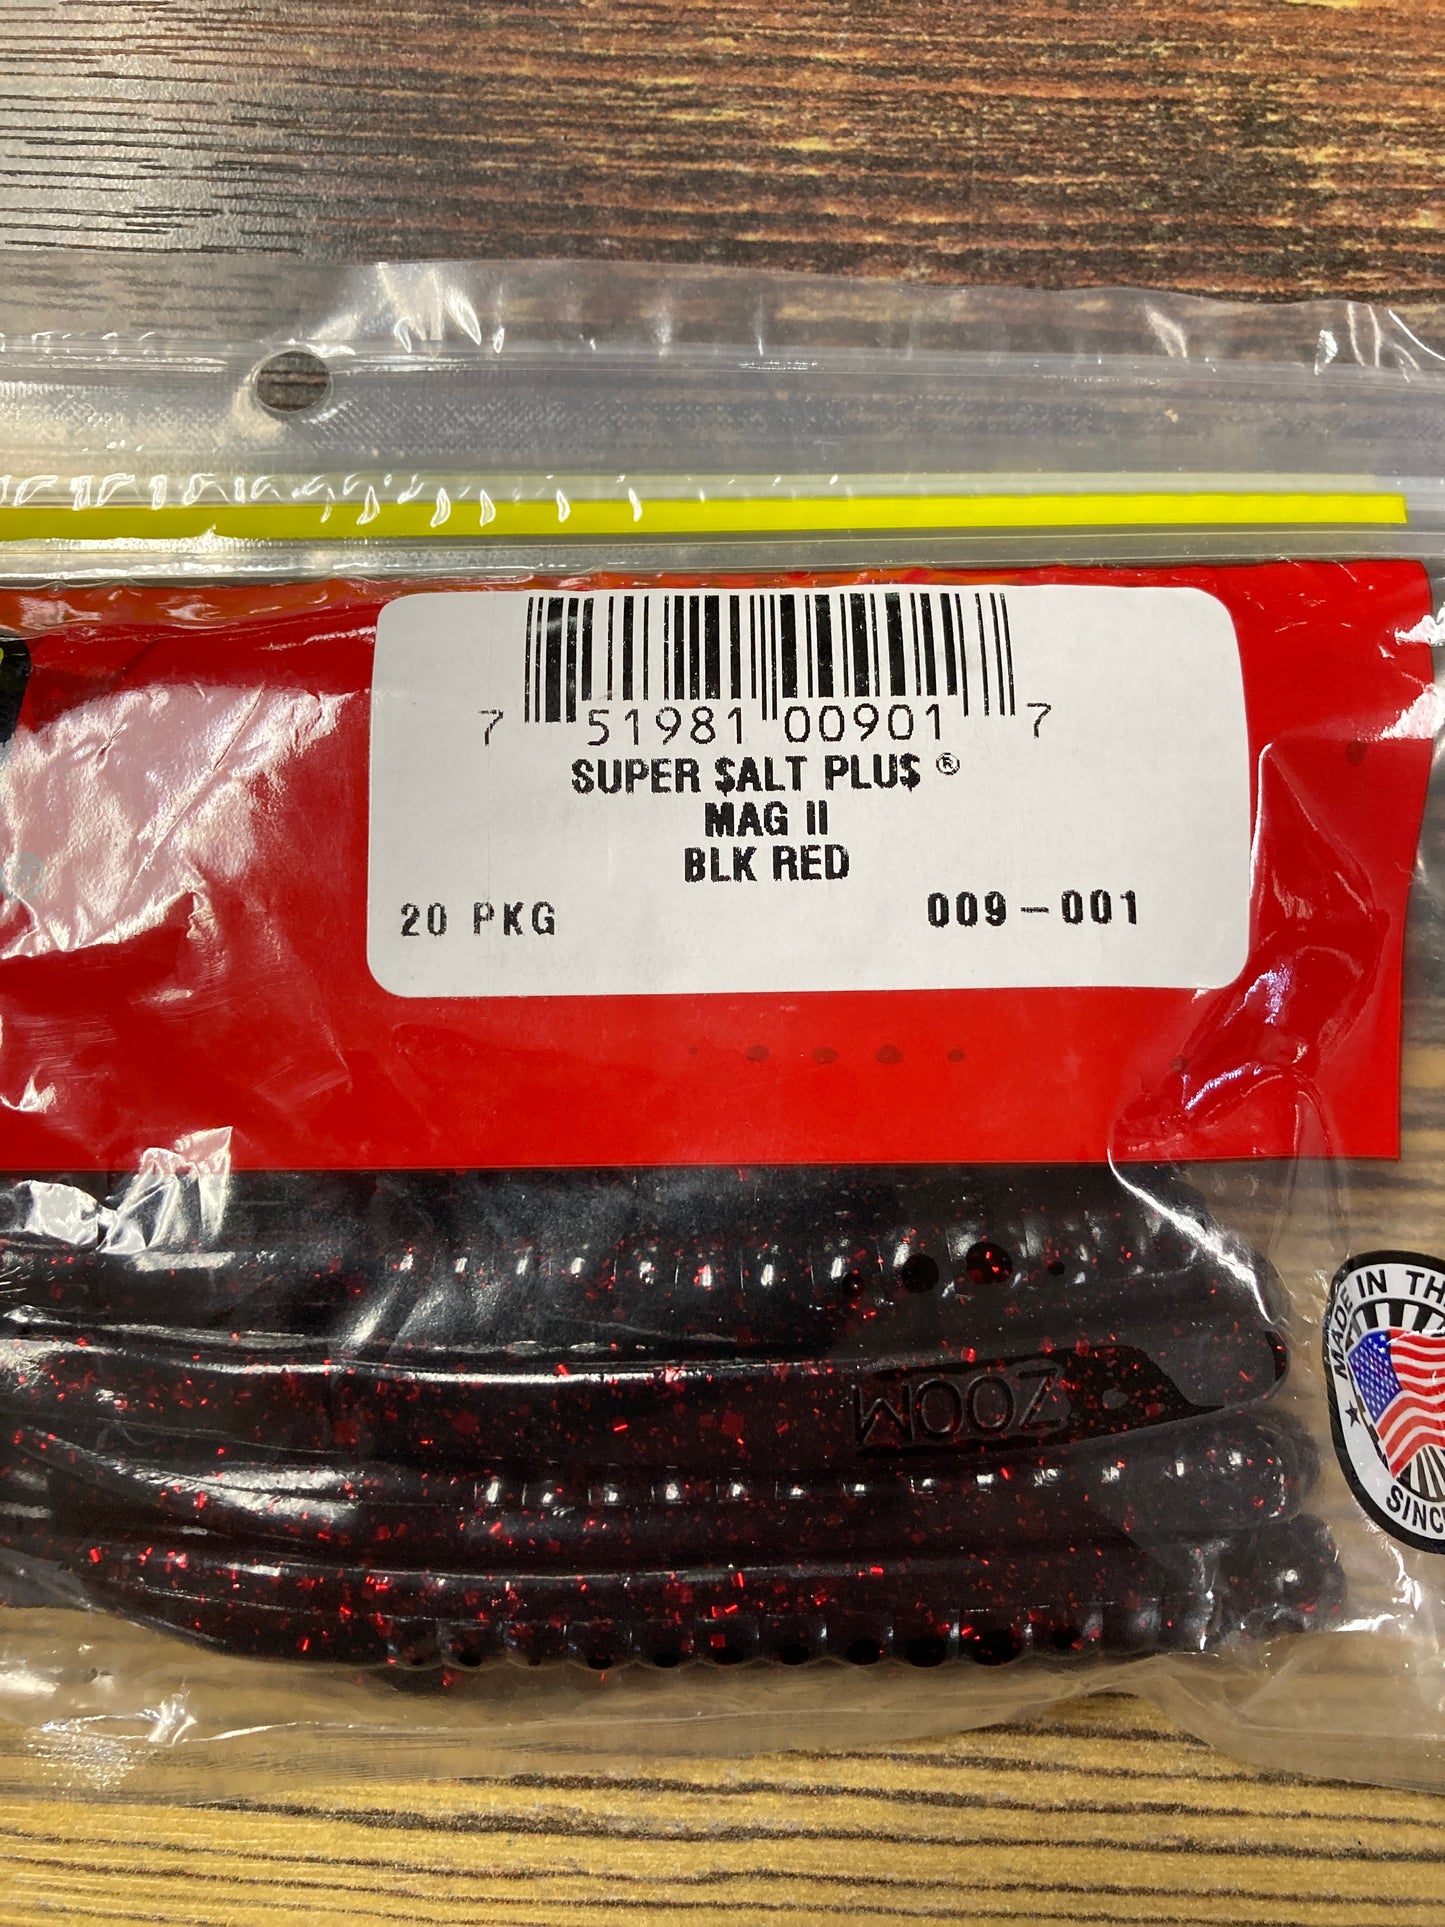 7 51981 00901 7
SUPER $ALT PLU$ ®
MAG II
BLK RED
20 PKG 009-001
ZOOM
MADE IN THE
SINC